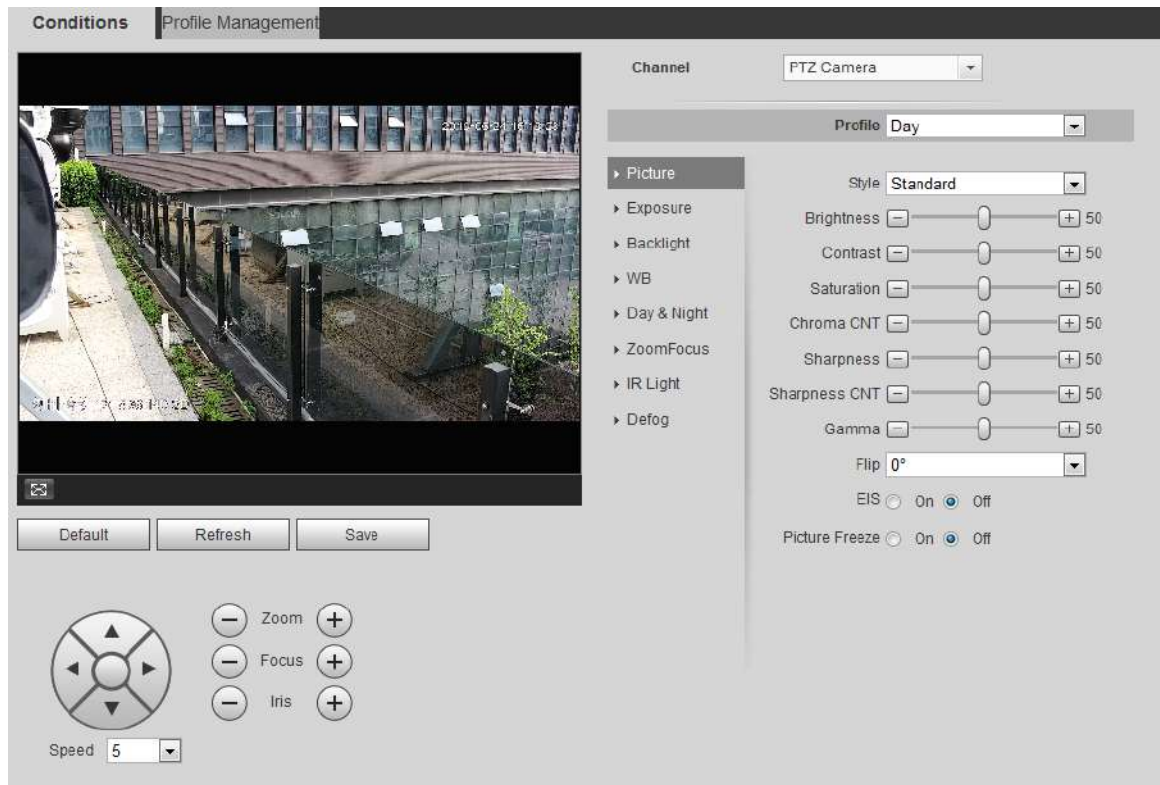 Conditions Profile Management
Channel PTZ Camera
Profile Day
Picture
Exposure
Backlight
WB
Day & Night
ZoomFocus
IR Light
Defog
Style Standard
Brightness 50
Contrast 50
Saturation 50
Chroma CNT 50
Sharpness 50
Sharpness CNT 50
Gamma 50
Flip 0°
EIS On Off
Picture Freeze On Off
Default Refresh Save
Zoom
Focus
Iris
Speed 5